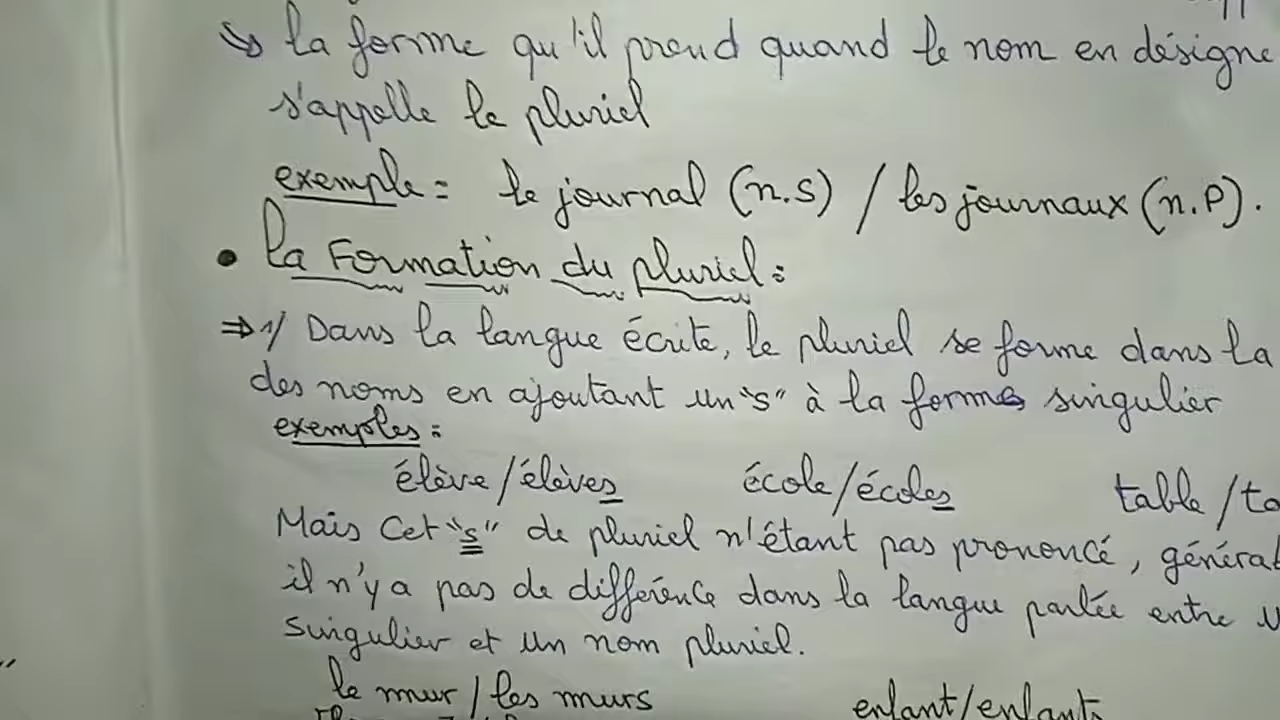 ↳ la forme qu'il prend quand le nom en désigne
s'appelle le pluriel
exemple : le journal (n.S) / les journaux (n.P).
• La Formation du pluriel :
⇒ 1/ Dans la langue écrite, le pluriel se forme dans la
des noms en ajoutant un "s" à la forme singulier
exemples :
élève/élèves école/écoles table/ta
Mais Cet "s" de pluriel n'étant pas prononcé, général
il n'y a pas de différence dans la langue parlée entre u
singulier et un nom pluriel.
le mur / les murs enfant/enfants